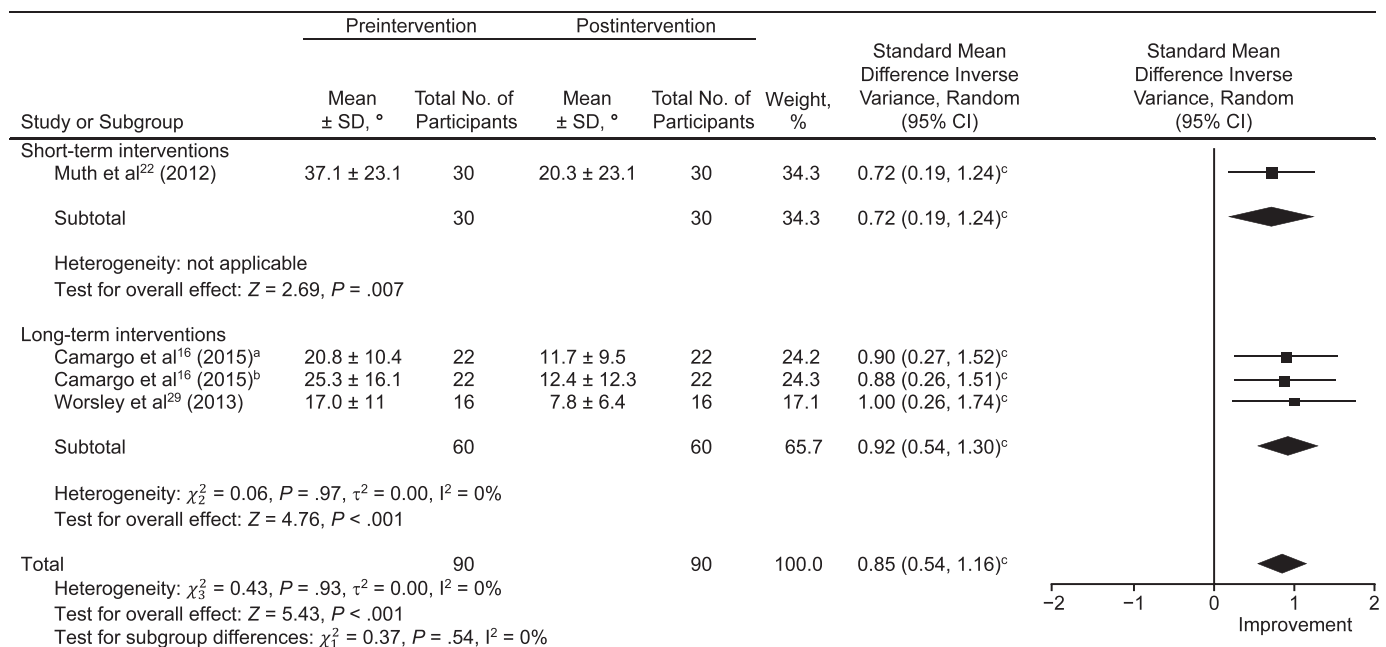 Preintervention Postintervention
Standard Mean Difference Inverse Variance, Random (95% CI)
Standard Mean Difference Inverse Variance, Random (95% CI)
Study or Subgroup Mean ± SD, ° Total No. of Participants Mean ± SD, ° Total No. of Participants Weight, %
Short-term interventions
Muth et al22 (2012) 37.1 ± 23.1 30 20.3 ± 23.1 30 34.3 0.72 (0.19, 1.24)c
Subtotal 30 30 34.3 0.72 (0.19, 1.24)c
Heterogeneity: not applicable
Test for overall effect: Z = 2.69, P = .007
Long-term interventions
Camargo et al16 (2015)a 20.8 ± 10.4 22 11.7 ± 9.5 22 24.2 0.90 (0.27, 1.52)c
Camargo et al16 (2015)b 25.3 ± 16.1 22 12.4 ± 12.3 22 24.3 0.88 (0.26, 1.51)c
Worsley et al29 (2013) 17.0 ± 11 16 7.8 ± 6.4 16 17.1 1.00 (0.26, 1.74)c
Subtotal 60 60 65.7 0.92 (0.54, 1.30)c
Heterogeneity: χ²₂ = 0.06, P = .97, τ² = 0.00, I² = 0%
Test for overall effect: Z = 4.76, P < .001
Total 90 90 100.0 0.85 (0.54, 1.16)c
Heterogeneity: χ²₃ = 0.43, P = .93, τ² = 0.00, I² = 0%
Test for overall effect: Z = 5.43, P < .001
Test for subgroup differences: χ²₁ = 0.37, P = .54, I² = 0%
−2 −1 0 1 2
Improvement